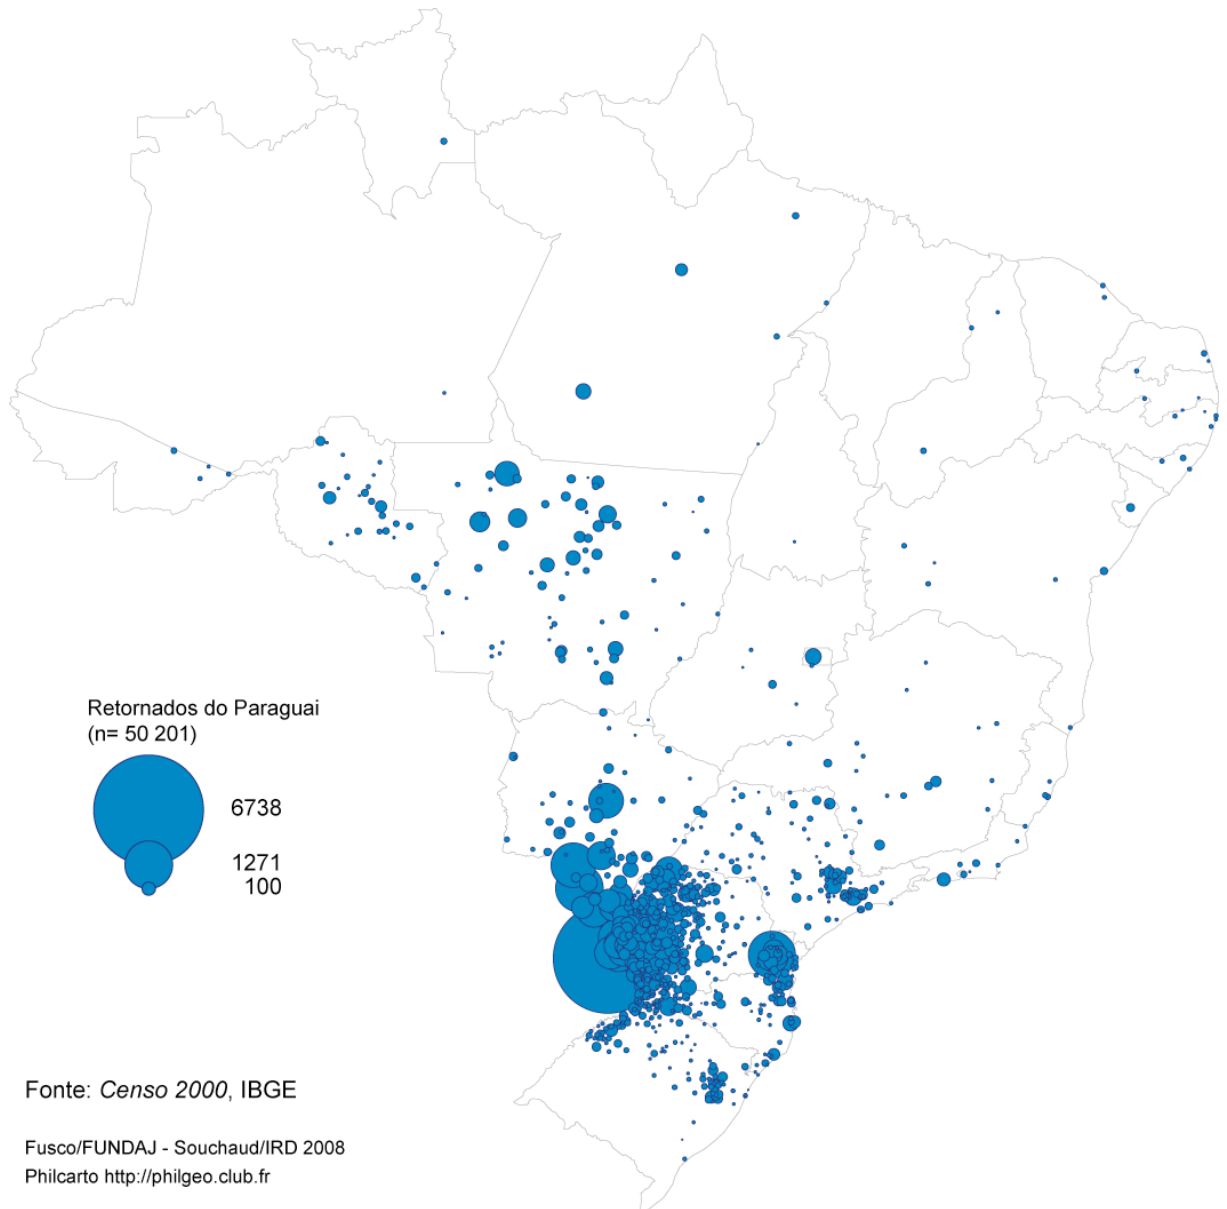 Retornados do Paraguai
(n= 50 201)
6738
1271
100
Fonte: Censo 2000, IBGE
Fusco/FUNDAJ - Souchaud/IRD 2008
Philcarto http://philgeo.club.fr